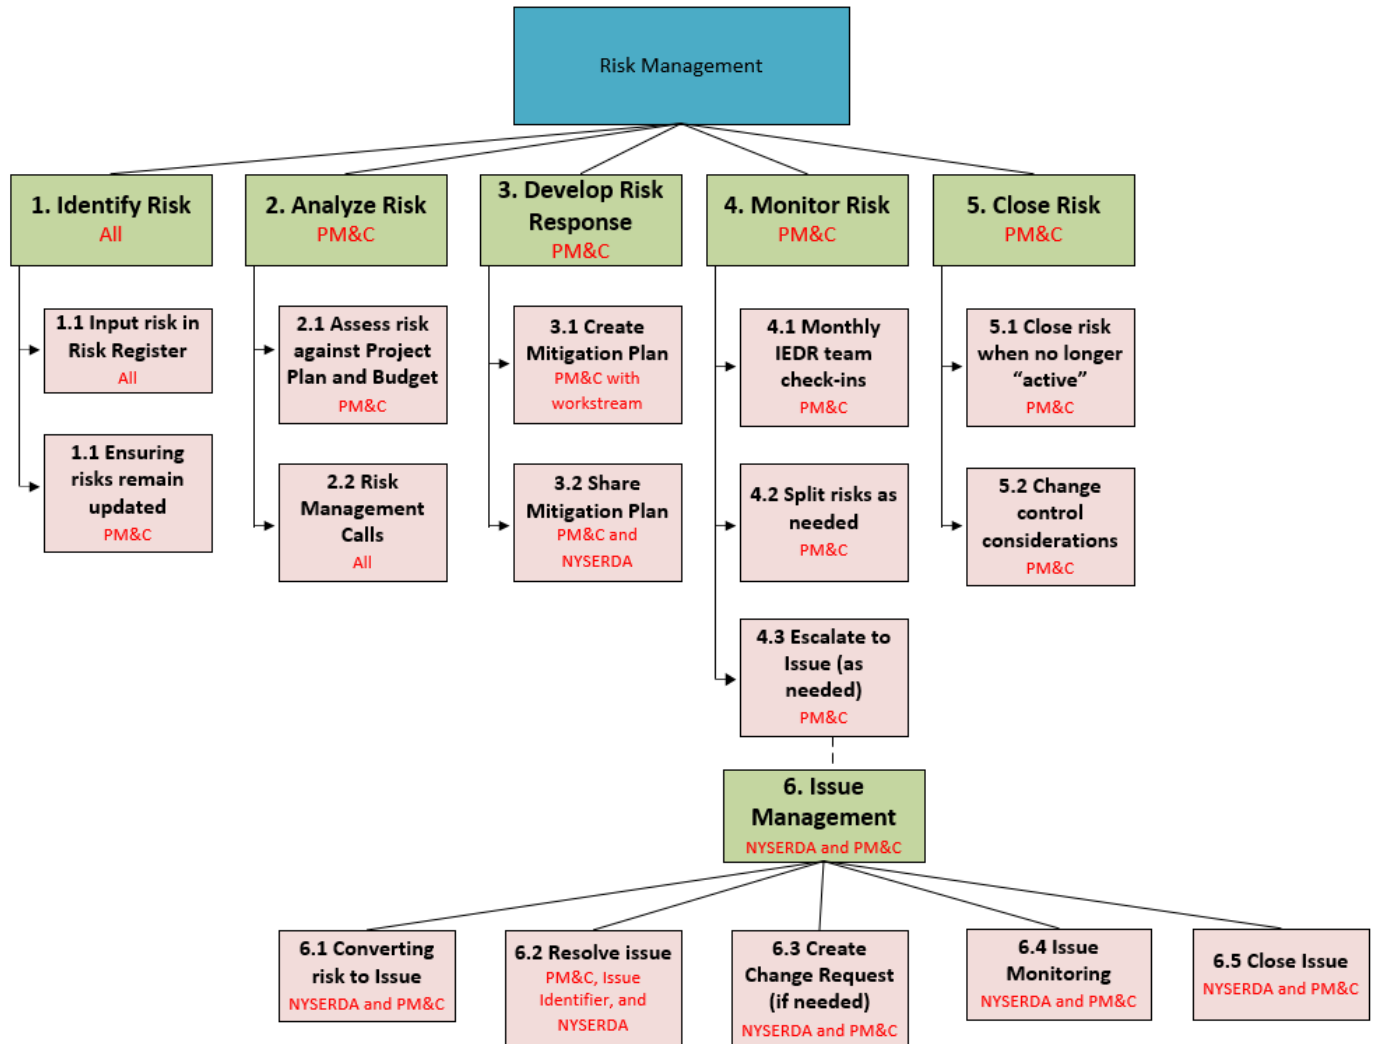 Risk Management
1. Identify Risk
All
2. Analyze Risk
PM&C
3. Develop Risk
Response
PM&C
4. Monitor Risk
PM&C
5. Close Risk
PM&C
1.1 Input risk in
Risk Register
All
1.1 Ensuring
risks remain
updated
PM&C
2.1 Assess risk
against Project
Plan and Budget
PM&C
2.2 Risk
Management
Calls
All
3.1 Create
Mitigation Plan
PM&C with
workstream
3.2 Share
Mitigation Plan
PM&C and
NYSERDA
4.1 Monthly
IEDR team
check-ins
PM&C
4.2 Split risks as
needed
PM&C
4.3 Escalate to
Issue (as
needed)
PM&C
5.1 Close risk
when no longer
“active”
PM&C
5.2 Change
control
considerations
PM&C
6. Issue
Management
NYSERDA and PM&C
6.1 Converting
risk to Issue
NYSERDA and PM&C
6.2 Resolve issue
PM&C, Issue
Identifier, and
NYSERDA
6.3 Create
Change Request
(if needed)
NYSERDA and PM&C
6.4 Issue
Monitoring
NYSERDA and PM&C
6.5 Close Issue
NYSERDA and PM&C